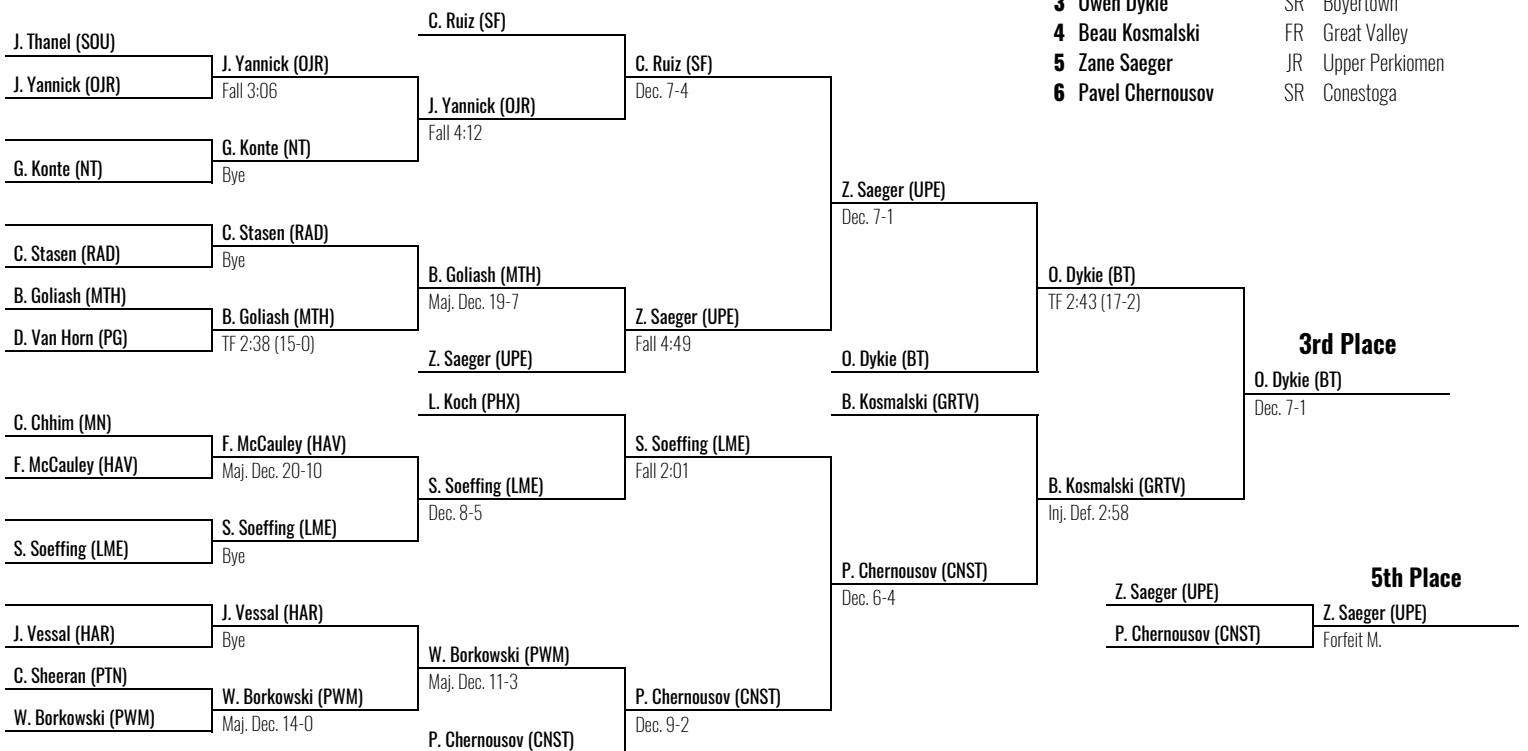 3 Owen Dykie SR Boyertown
4 Beau Kosmalski FR Great Valley
5 Zane Saeger JR Upper Perkiomen
6 Pavel Chernousov SR Conestoga
J. Thanel (SOU)
J. Yannick (OJR)
G. Konte (NT)
C. Stasen (RAD)
B. Goliash (MTH)
D. Van Horn (PG)
C. Chhim (MN)
F. McCauley (HAV)
S. Soeffing (LME)
J. Vessal (HAR)
C. Sheeran (PTN)
W. Borkowski (PWM)
J. Yannick (OJR)
Fall 3:06
G. Konte (NT)
Bye
C. Stasen (RAD)
Bye
B. Goliash (MTH)
TF 2:38 (15-0)
F. McCauley (HAV)
Maj. Dec. 20-10
S. Soeffing (LME)
Bye
J. Vessal (HAR)
Bye
W. Borkowski (PWM)
Maj. Dec. 14-0
C. Ruiz (SF)
J. Yannick (OJR)
Fall 4:12
B. Goliash (MTH)
Maj. Dec. 19-7
Z. Saeger (UPE)
L. Koch (PHX)
S. Soeffing (LME)
Dec. 8-5
W. Borkowski (PWM)
Maj. Dec. 11-3
P. Chernousov (CNST)
C. Ruiz (SF)
Dec. 7-4
Z. Saeger (UPE)
Fall 4:49
S. Soeffing (LME)
Fall 2:01
P. Chernousov (CNST)
Dec. 9-2
Z. Saeger (UPE)
Dec. 7-1
O. Dykie (BT)
B. Kosmalski (GRTV)
P. Chernousov (CNST)
Dec. 6-4
O. Dykie (BT)
TF 2:43 (17-2)
B. Kosmalski (GRTV)
Inj. Def. 2:58
3rd Place
O. Dykie (BT)
Dec. 7-1
5th Place
Z. Saeger (UPE)
P. Chernousov (CNST)
Z. Saeger (UPE)
Forfeit M.